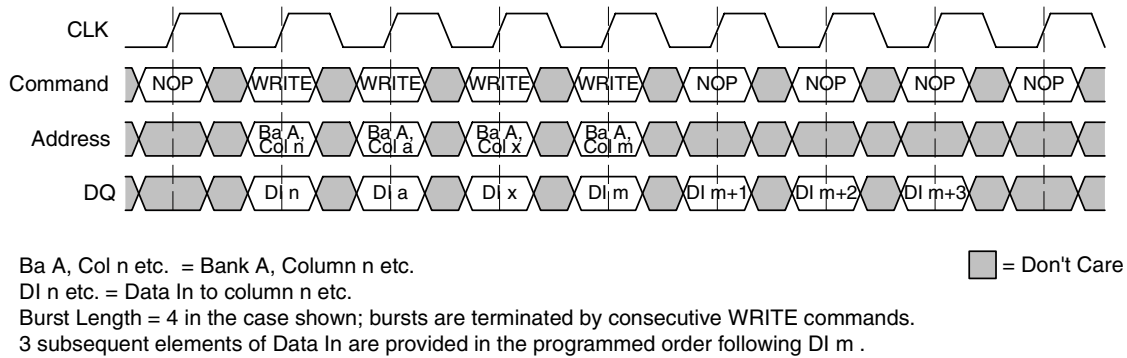 CLK
Command NOP WRITE WRITE WRITE WRITE NOP NOP NOP NOP
Address Ba A, Col n Ba A, Col a Ba A, Col x Ba A, Col m
DQ DI n DI a DI x DI m DI m+1 DI m+2 DI m+3
Ba A, Col n etc. = Bank A, Column n etc.
= Don't Care
DI n etc. = Data In to column n etc.
Burst Length = 4 in the case shown; bursts are terminated by consecutive WRITE commands.
3 subsequent elements of Data In are provided in the programmed order following DI m .